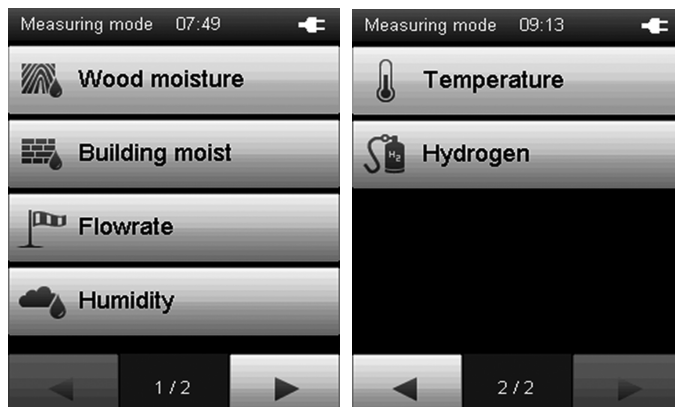 Measuring mode 07:49
Wood moisture
Building moist
Flowrate
Humidity
1 / 2
Measuring mode 09:13
Temperature
H₂
Hydrogen
2 / 2